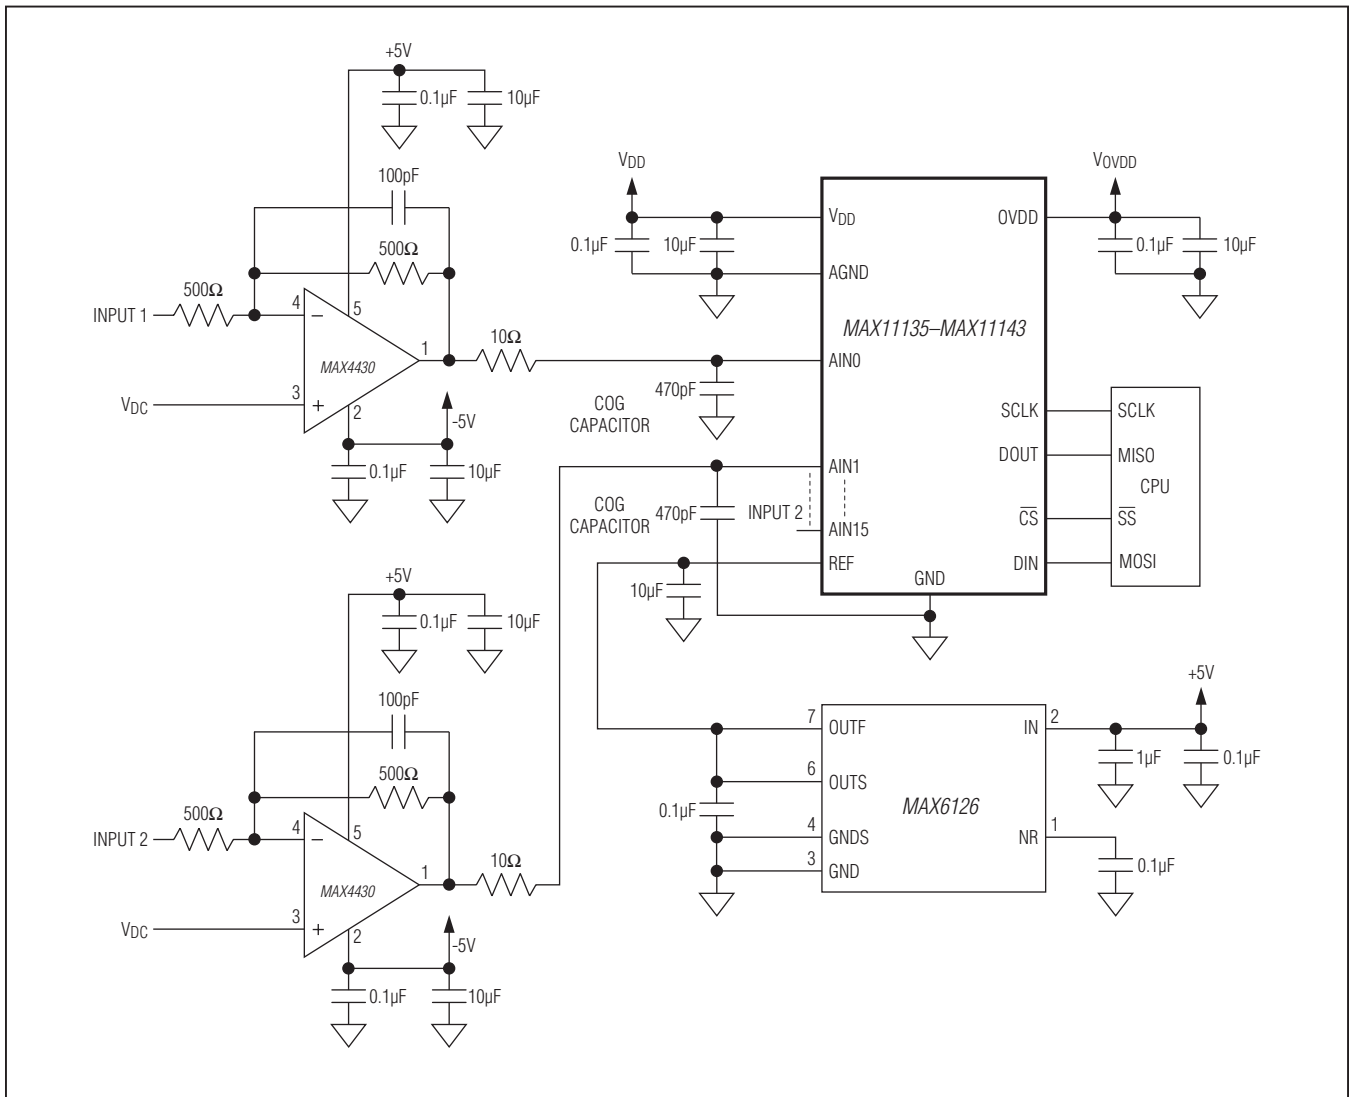 +5V
0.1µF
10µF
100pF
500Ω
500Ω
INPUT 1
4
5
MAX4430
1
10Ω
VDC
3
2
-5V
0.1µF
10µF
COG
CAPACITOR
470pF
VDD
0.1µF
10µF
VDD
AGND
MAX11135–MAX11143
AIN0
AIN1
INPUT 2
AIN15
REF
GND
OVDD
SCLK
DOUT
CS
DIN
VOVDD
0.1µF
10µF
SCLK
MISO
CPU
SS
MOSI
COG
CAPACITOR
470pF
10µF
+5V
0.1µF
10µF
100pF
500Ω
500Ω
INPUT 2
4
5
MAX4430
1
10Ω
VDC
3
2
-5V
0.1µF
10µF
7
OUTF
6
OUTS
0.1µF
4
GNDS
3
GND
MAX6126
IN
2
NR
1
+5V
1µF
0.1µF
0.1µF